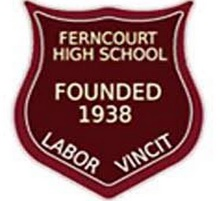 FERNCOURT
HIGH SCHOOL
FOUNDED
1938
LABOR VINCIT